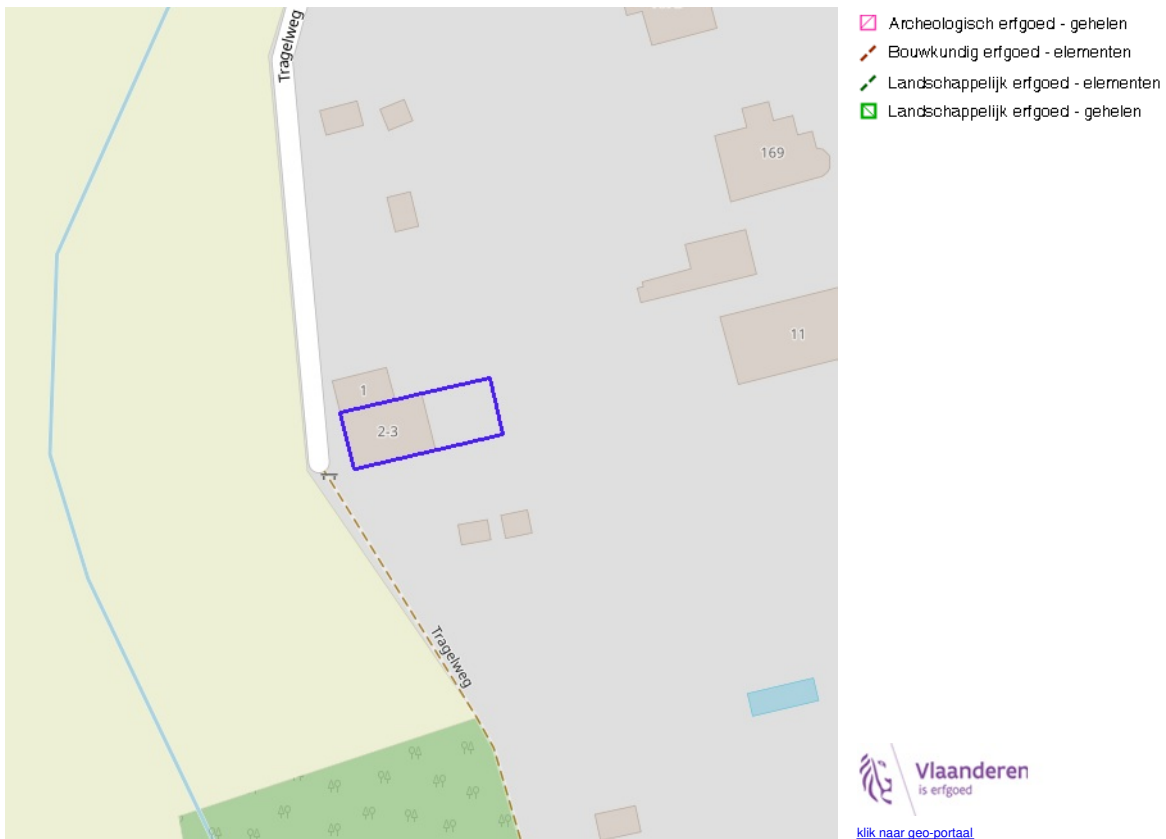 Tragelweg
169
11
1
2-3
Tragelweg
Archeologisch erfgoed - gehelen
Bouwkundig erfgoed - elementen
Landschappelijk erfgoed - elementen
Landschappelijk erfgoed - gehelen
Vlaanderen
is erfgoed
klik naar geo-portaal